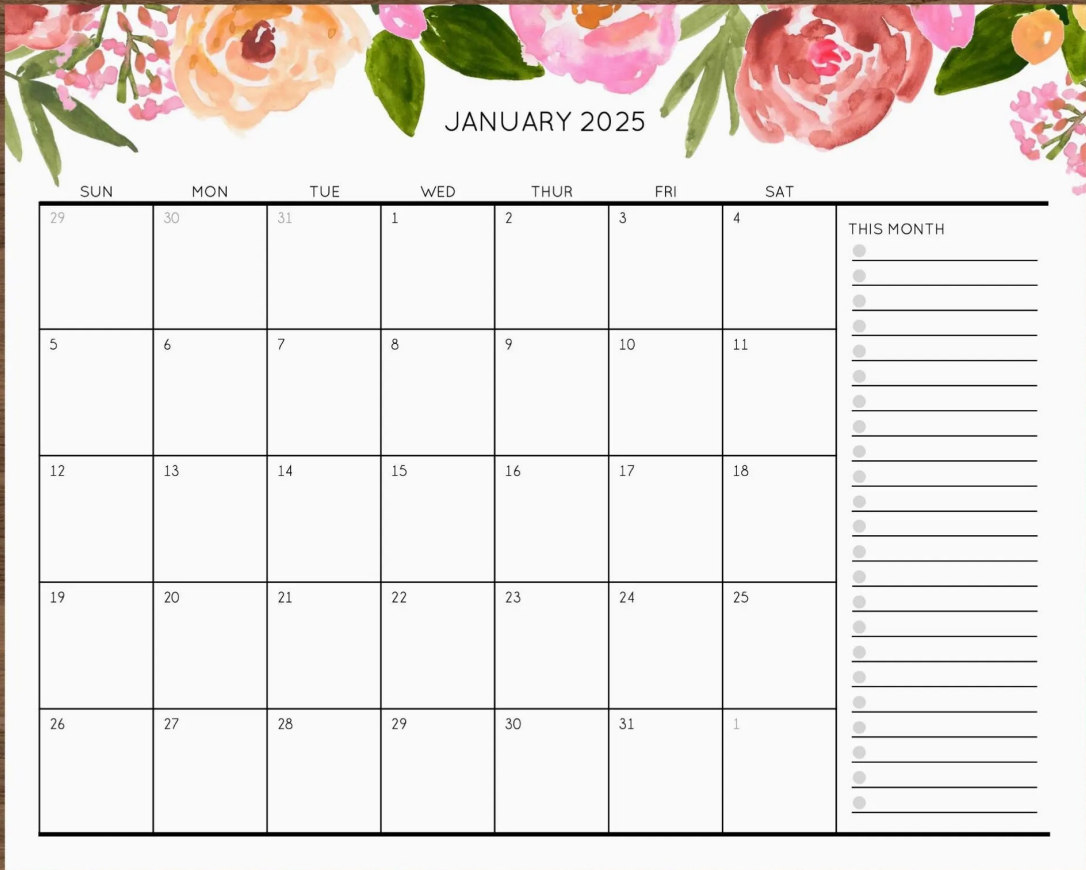 JANUARY 2025
SUN MON TUE WED THUR FRI SAT
29 30 31 1 2 3 4
THIS MONTH
5 6 7 8 9 10 11
12 13 14 15 16 17 18
19 20 21 22 23 24 25
26 27 28 29 30 31 1